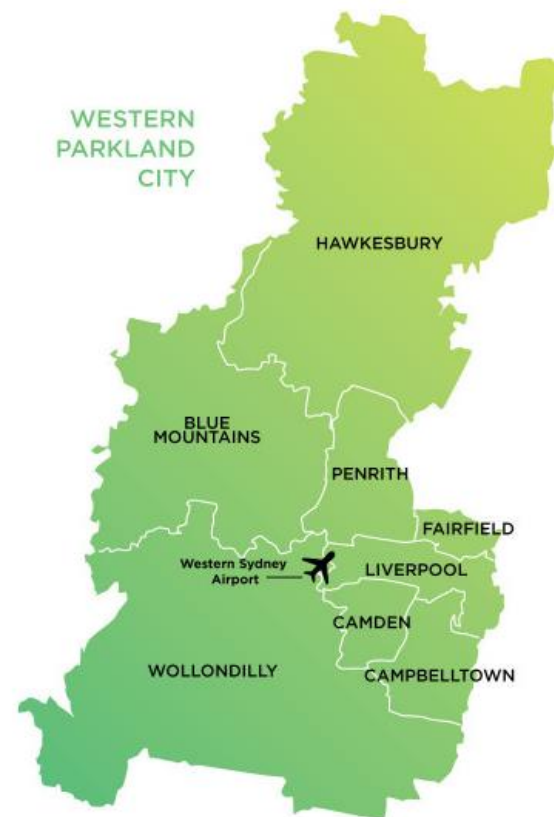 WESTERN
PARKLAND
CITY
HAWKESBURY
BLUE
MOUNTAINS
PENRITH
FAIRFIELD
Western Sydney
Airport
LIVERPOOL
CAMDEN
WOLLONDILLY
CAMPBELLTOWN